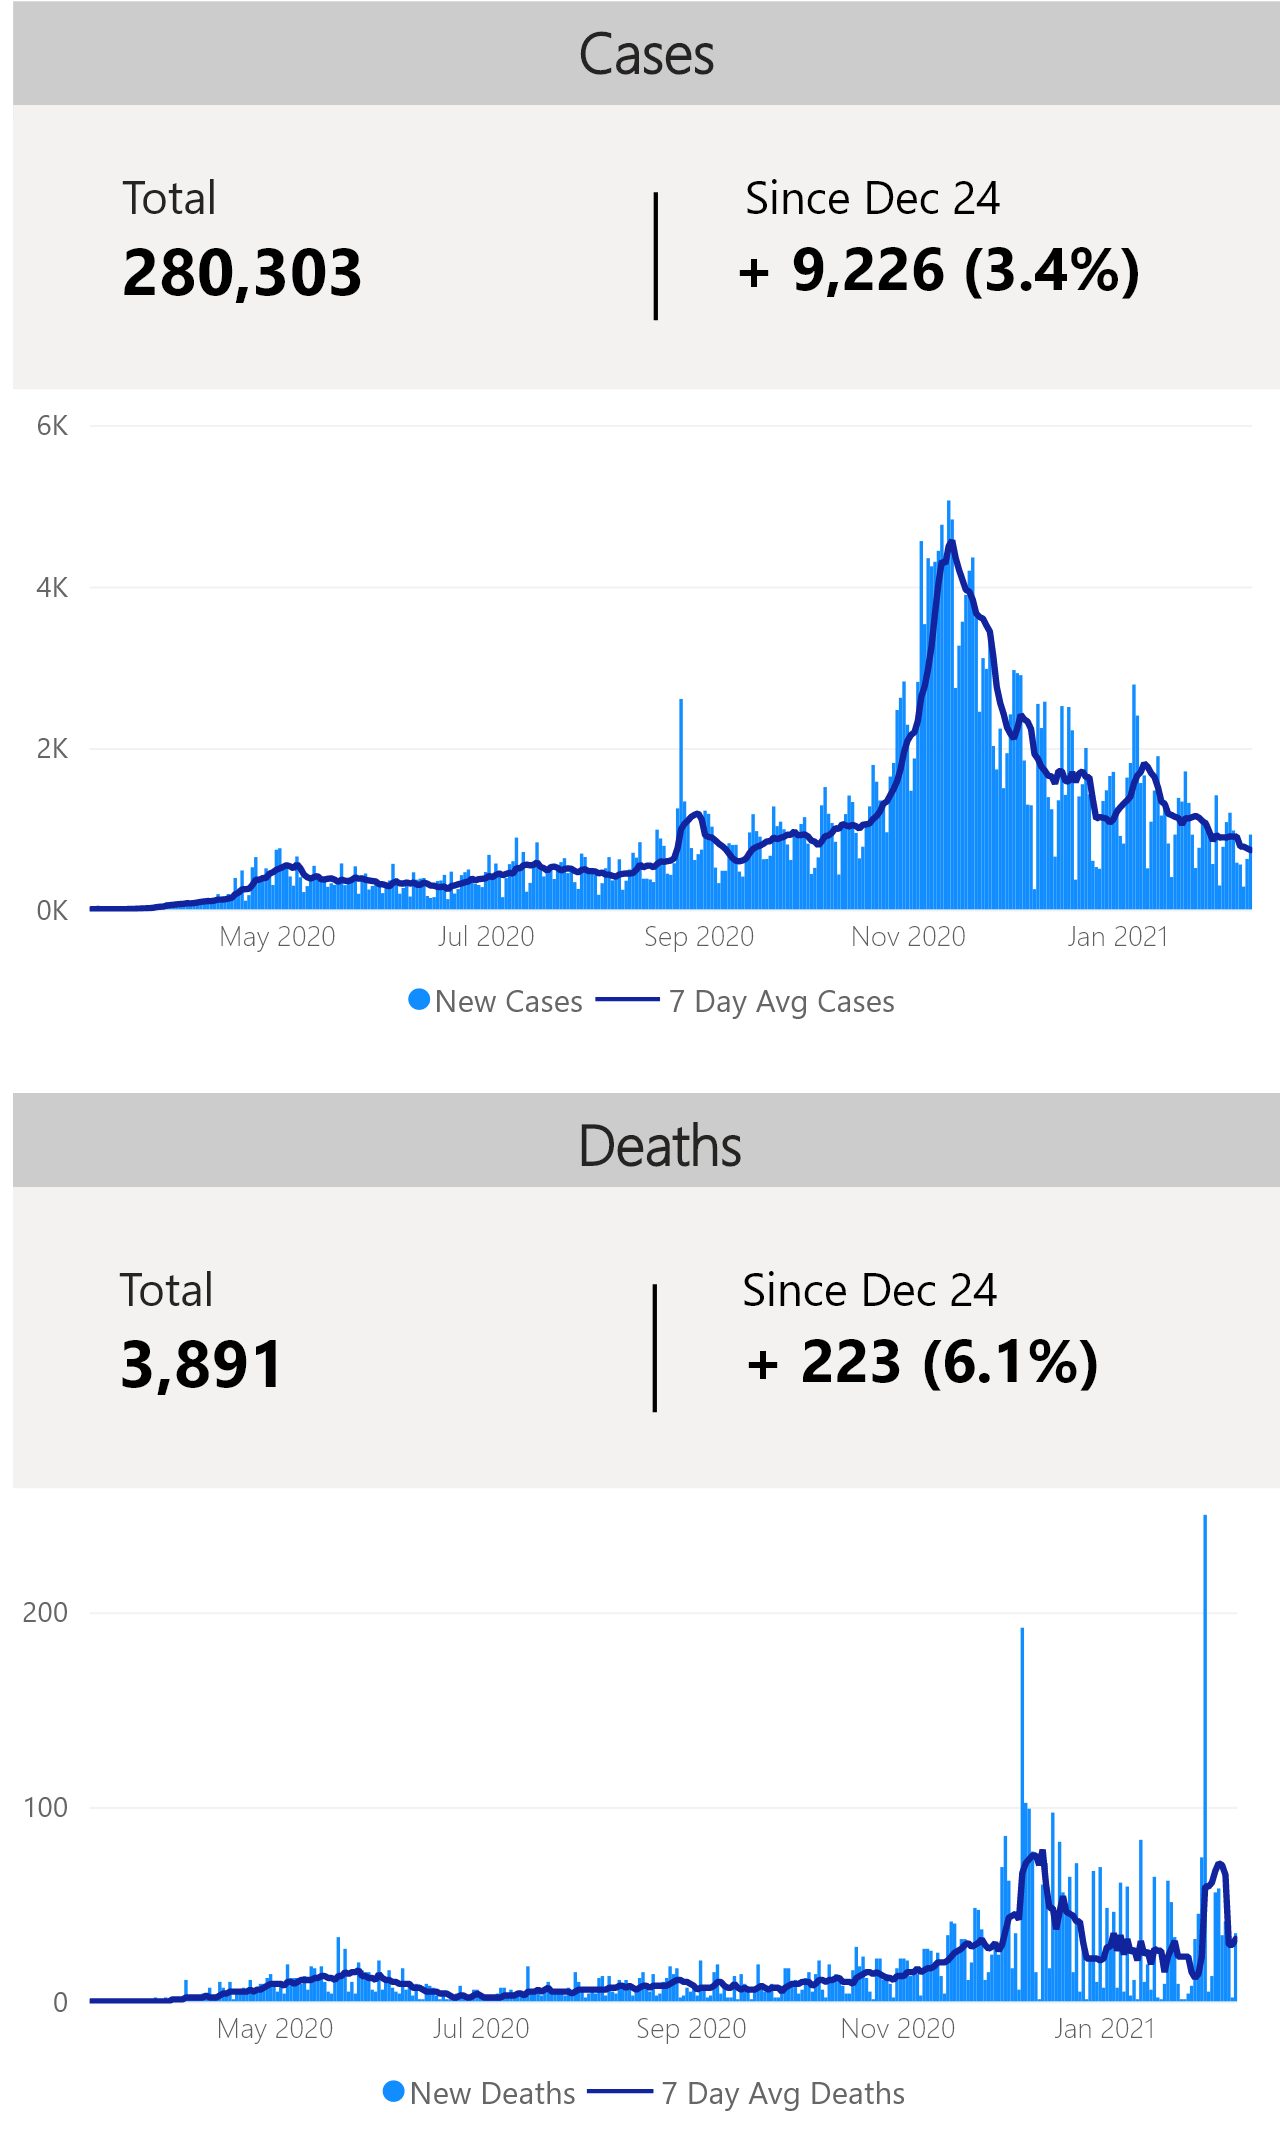 Cases
Total
Since Dec 24
280,303
+ 9,226 (3.4%)
6K
4K
2K
0K
May 2020 Jul 2020 Sep 2020 Nov 2020 Jan 2021
New Cases 7 Day Avg Cases
Deaths
Total
Since Dec 24
3,891
+ 223 (6.1%)
200
100
0
May 2020 Jul 2020 Sep 2020 Nov 2020 Jan 2021
New Deaths 7 Day Avg Deaths